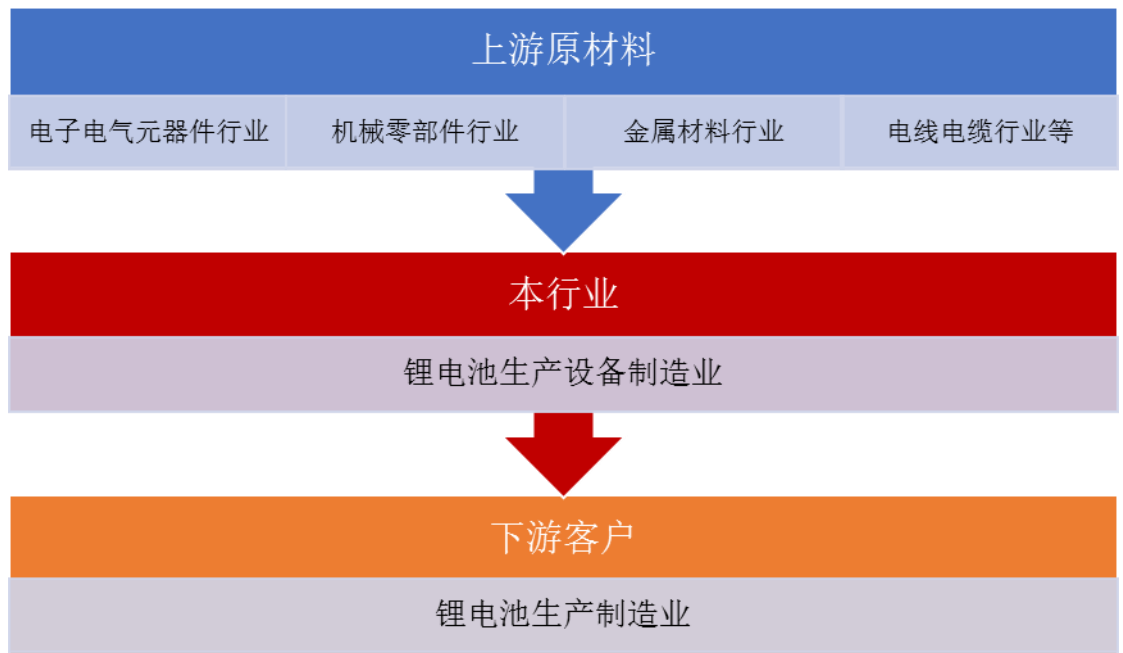 上游原材料
电子电气元器件行业
机械零部件行业
金属材料行业
电线电缆行业等
本行业
锂电池生产设备制造业
下游客户
锂电池生产制造业